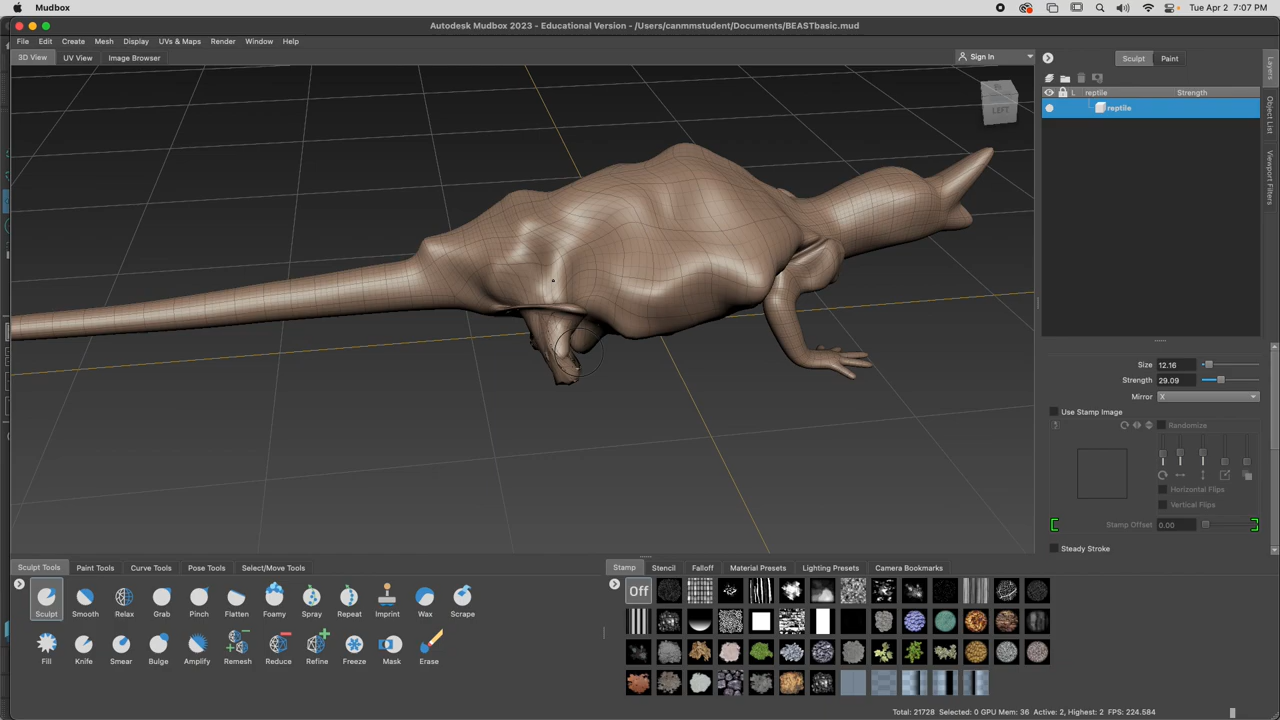 Mudbox
Tue Apr 2 7:07 PM
Autodesk Mudbox 2023 - Educational Version - /Users/canmmstudent/Documents/BEASTbasic.mud
File Edit Create Mesh Display UVs & Maps Render Window Help
3D View UV View Image Browser
Sign In
Sculpt Paint
L reptile Strength
reptile
Layers
Object List
Viewport Filters
LEFT
Size 12.16
Strength 29.09
Mirror X
Use Stamp Image
Randomize
Horizontal Flips
Vertical Flips
Stamp Offset 0.00
Steady Stroke
Sculpt Tools Paint Tools Curve Tools Pose Tools Select/Move Tools
Sculpt Smooth Relax Grab Pinch Flatten Foamy Spray Repeat Imprint Wax Scrape
Fill Knife Smear Bulge Amplify Remesh Reduce Refine Freeze Mask Erase
Stamp Stencil Falloff Material Presets Lighting Presets Camera Bookmarks
Off
Total: 21728 Selected: 0 GPU Mem: 36 Active: 2, Highest: 2 FPS: 224.584